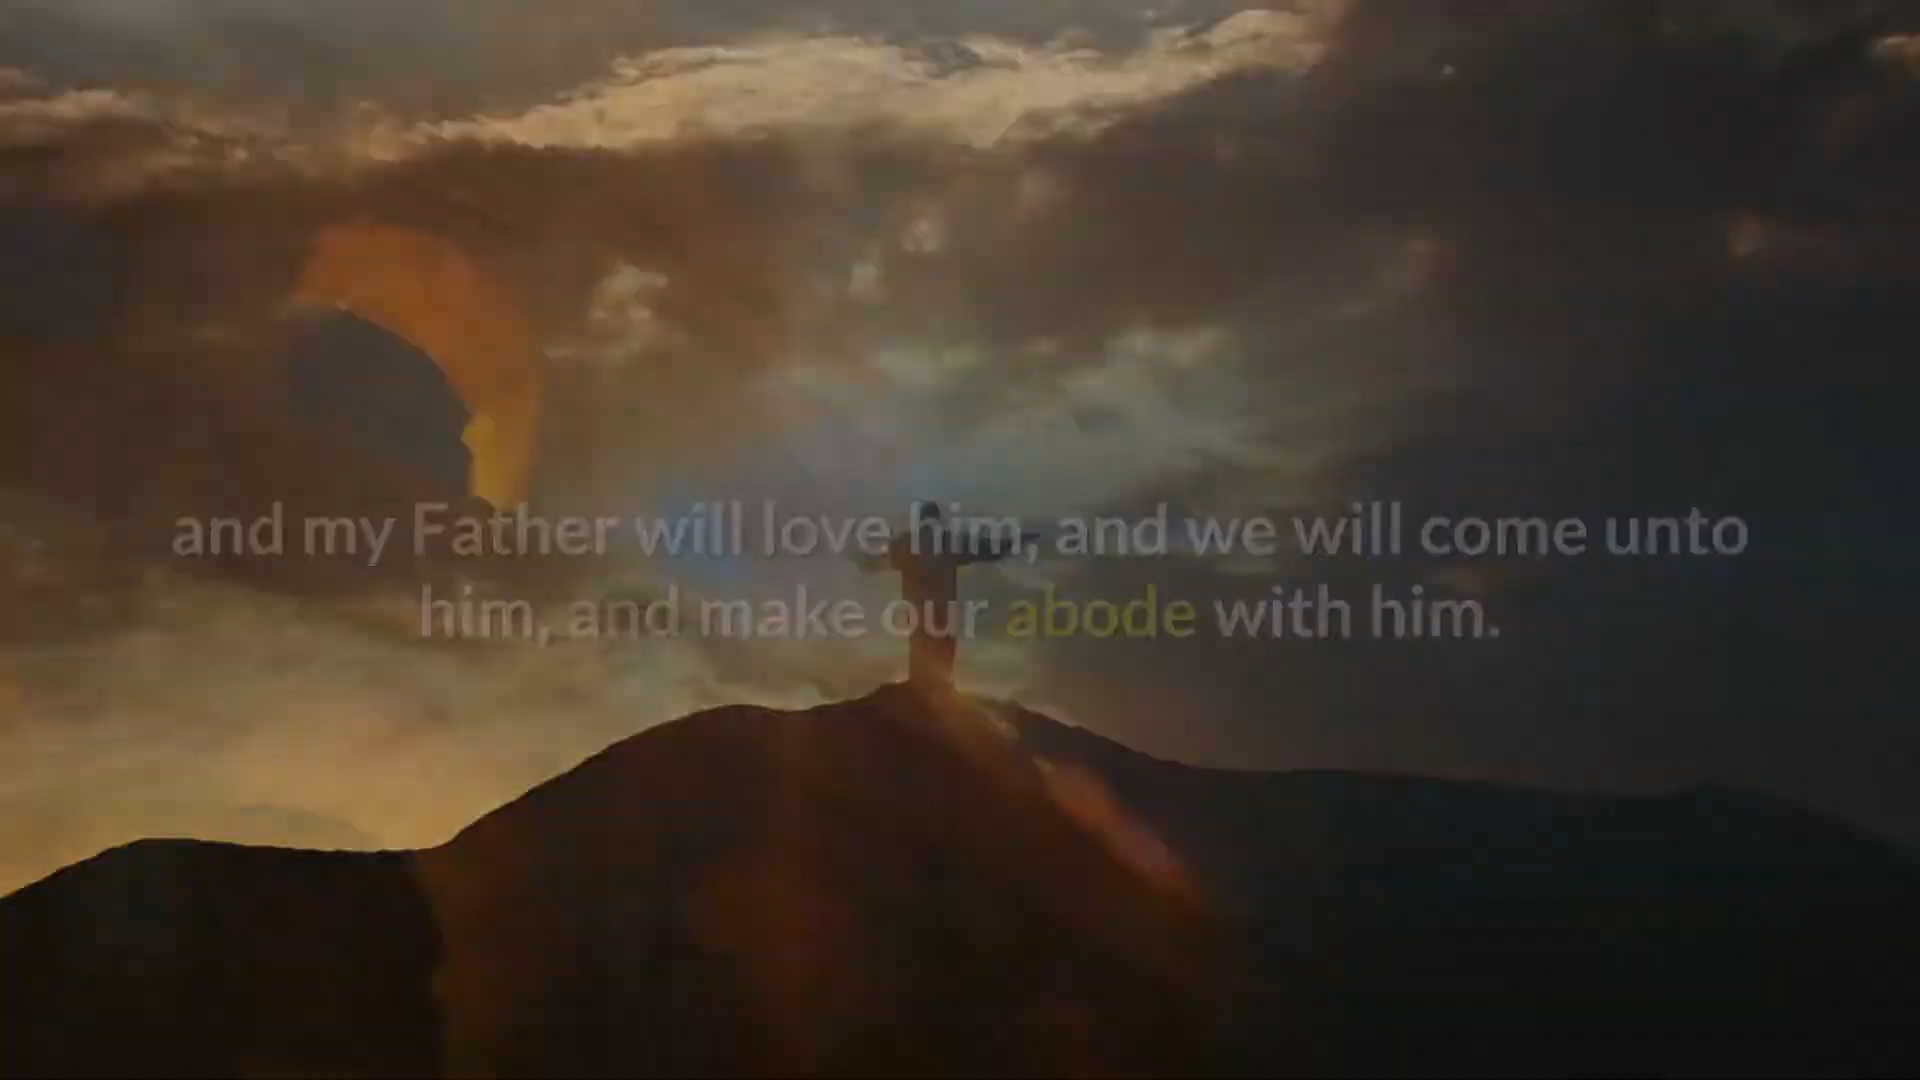 and my Father will love him, and we will come unto
him, and make our abode with him.